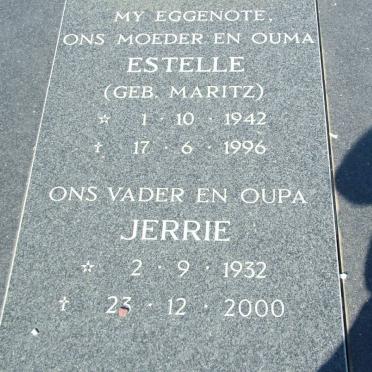 MY EGGENOTE,
ONS MOEDER EN OUMA
ESTELLE
(GEB. MARITZ)
☆ 1 · 10 · 1942
✝ 17 · 6 · 1996
ONS VADER EN OUPA
JERRIE
☆ 2 · 9 · 1932
✝ 23 · 12 · 2000